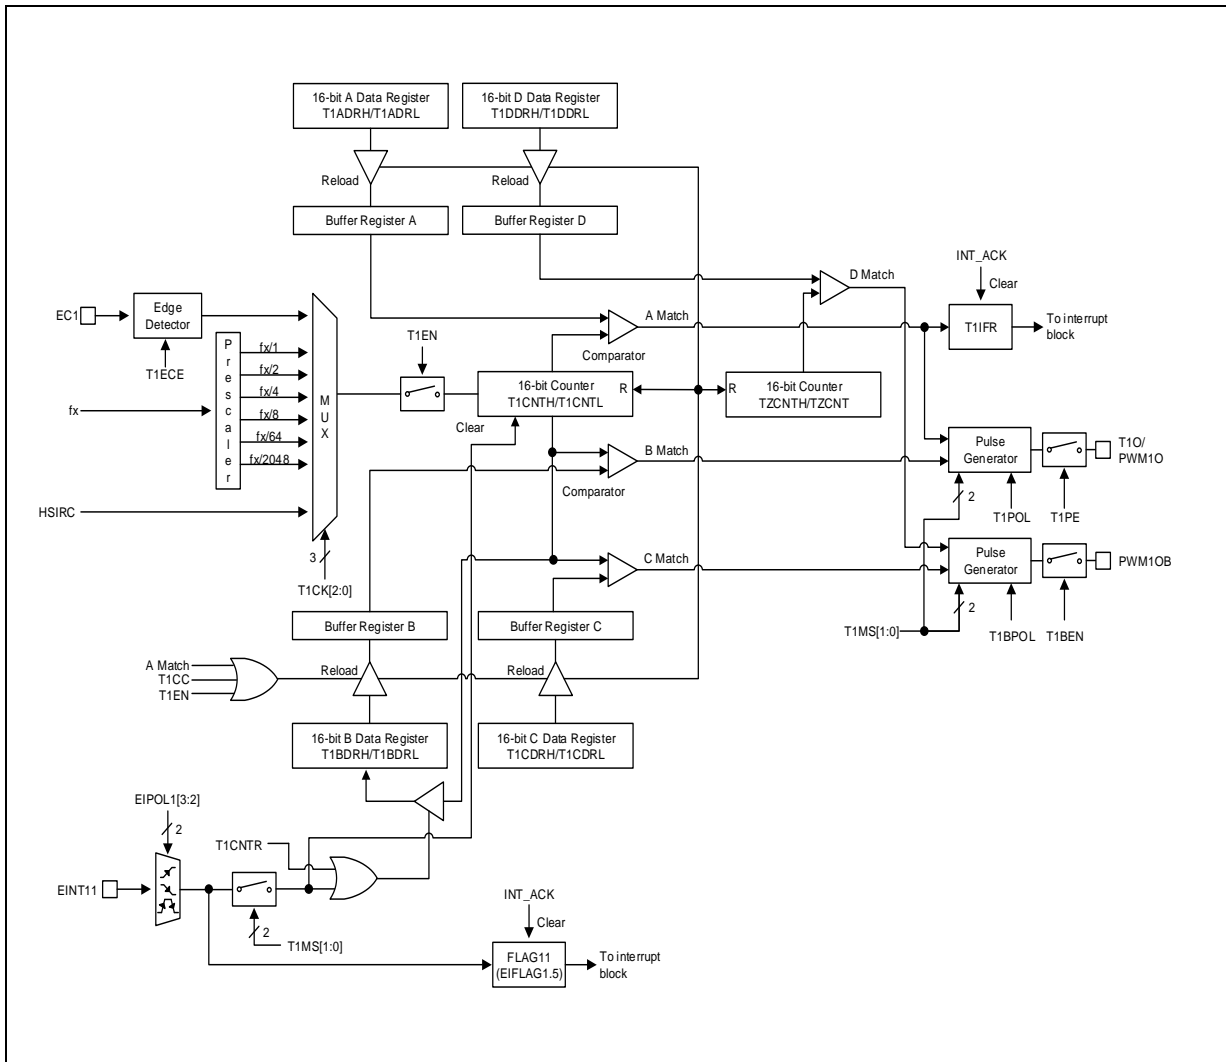 16-bit A Data Register
T1ADRH/T1ADRL
16-bit D Data Register
T1DDRH/T1DDRL
Reload
Reload
Buffer Register A
Buffer Register D
INT_ACK
Clear
D Match
EC1
Edge
Detector
T1ECE
A Match
T1IFR
To interrupt
block
Comparator
T1EN
P
r
e
s
c
a
l
e
r
fx/1
fx/2
fx/4
fx/8
fx/64
fx/2048
fx
M
U
X
16-bit Counter
T1CNTH/T1CNTL
R
Clear
R
16-bit Counter
TZCNTH/TZCNT
B Match
Comparator
Pulse
Generator
T1O/
PWM1O
2
T1POL
T1PE
HSIRC
3
T1CK[2:0]
C Match
Pulse
Generator
PWM1OB
2
T1MS[1:0]
T1BPOL
T1BEN
Buffer Register B
Buffer Register C
A Match
T1CC
T1EN
Reload
Reload
16-bit B Data Register
T1BDRH/T1BDRL
16-bit C Data Register
T1CDRH/T1CDRL
EIPOL1[3:2]
2
T1CNTR
EINT11
2
T1MS[1:0]
INT_ACK
Clear
FLAG11
(EIFLAG1.5)
To interrupt
block